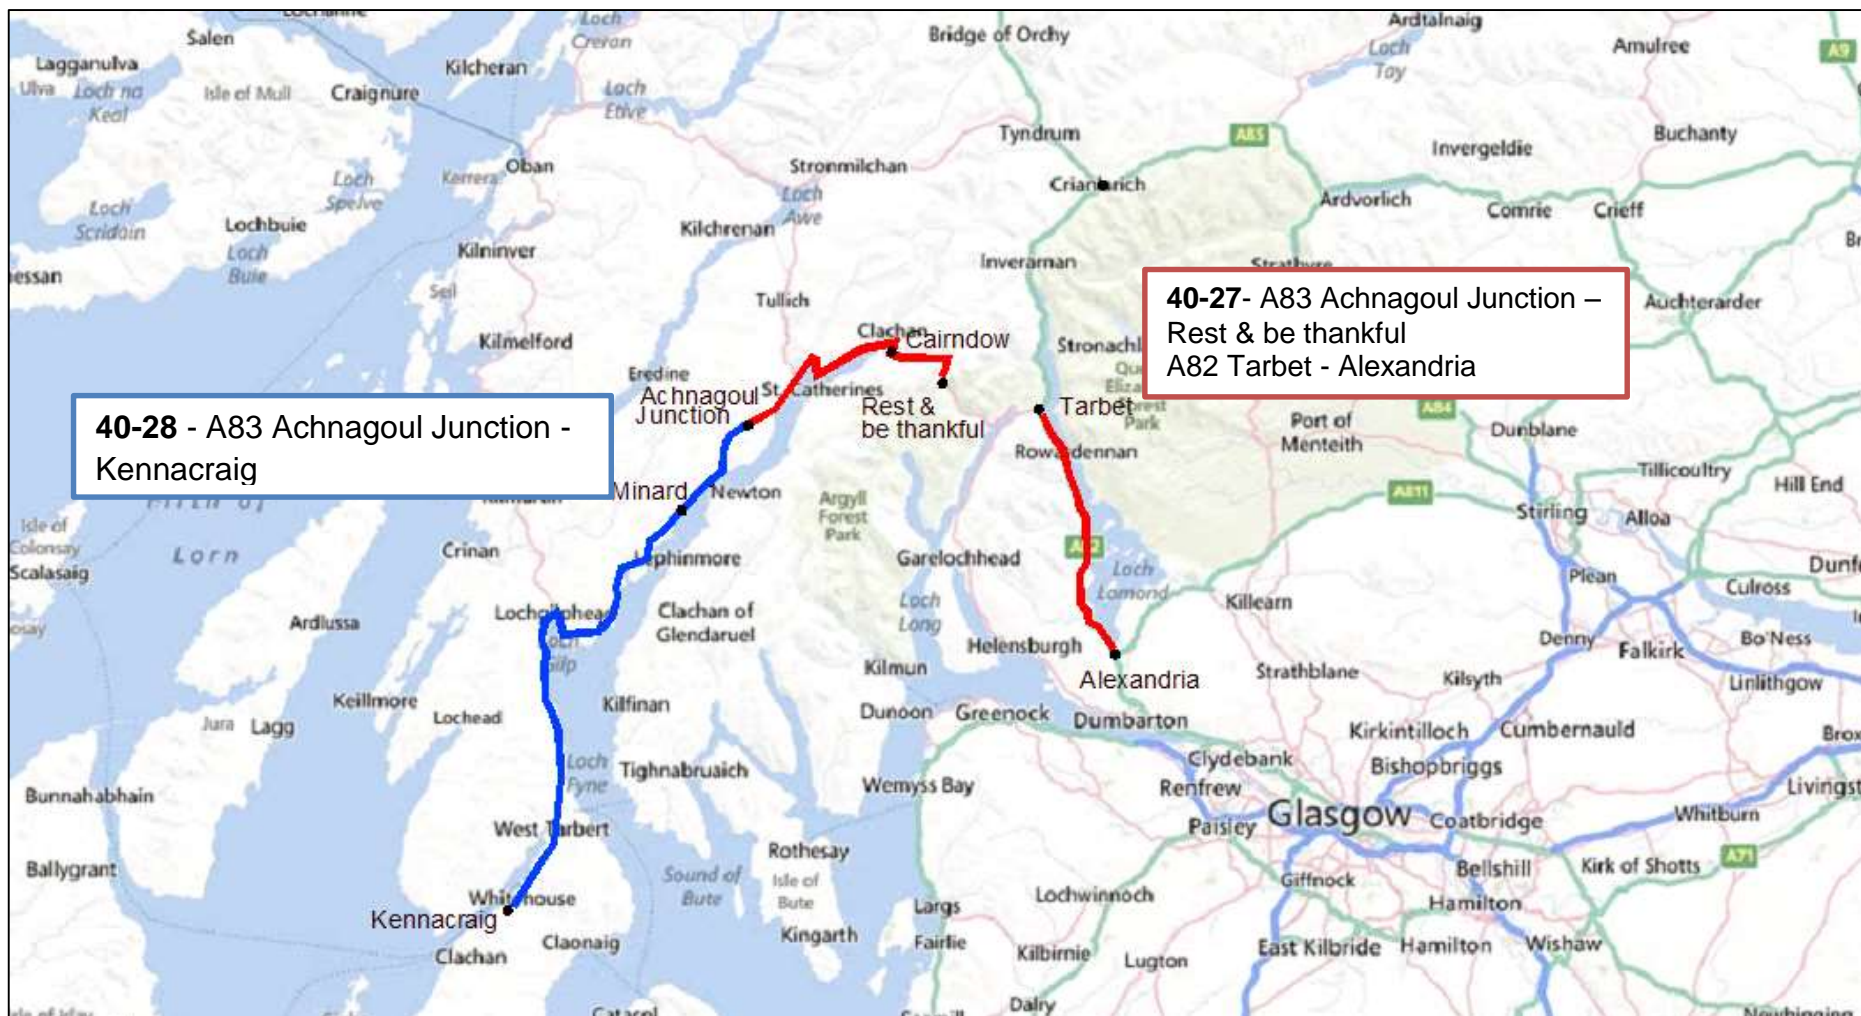 Lochanne
Loch
Creran
Salen
Lagganulva
Ulva
Loch na
Keal
Isle of Mull
Craignure
Kilcheran
Loch
Etive
Bridge of Orchy
Ardtalnaig
Loch
Tay
Amulree
A9
Tyndrum
A85
Buchanty
Invergeldie
Oban
Kerrera
Stronmilchan
Loch
Awe
Loch
Spelve
Loch
Scridain
Lochbuie
Loch
Buie
Kilchrenan
Ardvorlich
Comrie
Crieff
Kilninver
Inverarnan
Strathyre
essan
Seil
Tullich
Auchterarder
Kilmelford
Clachan
Cairndow
40-27- A83 Achnagoul Junction –
Rest & be thankful
A82 Tarbet - Alexandria
Eredine
Achnagoul
Junction
St. Catherines
Rest &
be thankful
Tarbet
Forest
Park
A84
Port of
Menteith
Dunblane
40-28 - A83 Achnagoul Junction -
Kennacraig
Tillicoultry
Hill End
Minard
Newton
Argyll
Forest
Park
A811
Stirling
Alloa
Isle of
Colonsay
Scalasaig
Lorn
Crinan
Garelochhead
Loch
Lomond
Plean
Culross
Ardlussa
Clachan of
Glendaruel
Loch
Long
Killearn
Helensburgh
Denny
Falkirk
Bo'Ness
Kilmun
Alexandria
Strathblane
Kilsyth
Linlithgow
Keillmore
Jura
Lagg
Lochead
Kilfinan
Dunoon
Greenock
Dumbarton
Kirkintilloch
Cumbernauld
Clydebank
Bishopbriggs
Loch
Fyne
Tighnabruaich
Wemyss Bay
Renfrew
Bunnahabhain
Glasgow
Paisley
Coatbridge
Whitburn
West Tarbert
Ballygrant
Rothesay
Isle of
Bute
Sound of
Bute
Bellshill
Kirk of Shotts
A71
Giffnock
Hamilton
Kennacraig
Lochwinnoch
Largs
Kingarth
Fairlie
Claonaig
Clachan
Kilbirnie
Lugton
East Kilbride
Hamilton
Wishaw
Dalry